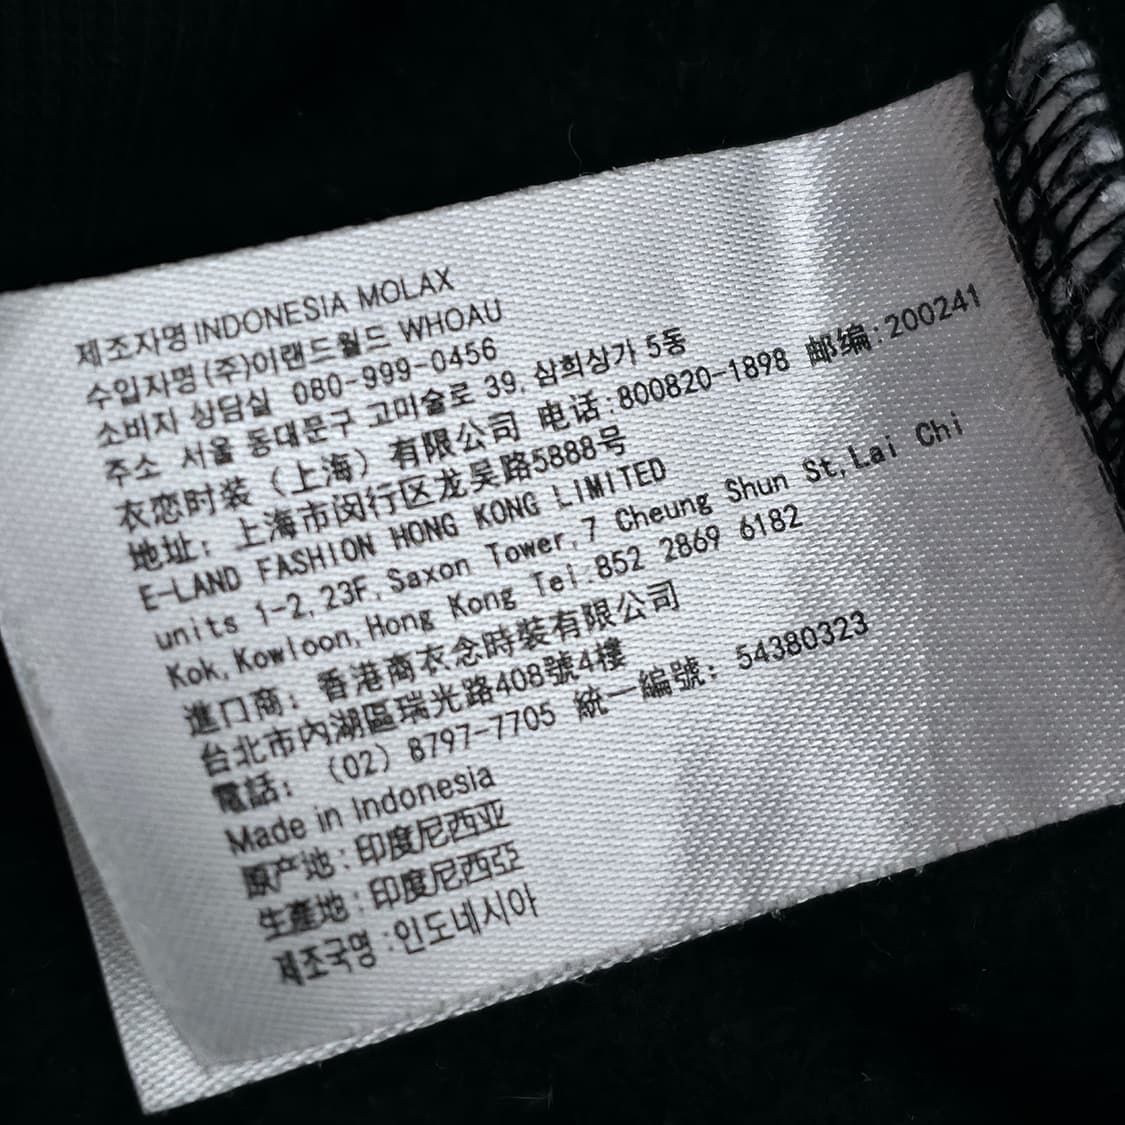 제조자명 INDONESIA MOLAX
수입자명 (주)이랜드월드 WHOAU
소비자 상담실 080-999-0456
주소 서울 동대문구 고미술로 39, 삼희상가 5동
衣恋时装（上海）有限公司 电话:800820-1898 邮编:200241
地址: 上海市闵行区龙吴路5888号
E-LAND FASHION HONG KONG LIMITED
units 1-2, 23F, Saxon Tower, 7 Cheung Shun St, Lai Chi
Kok, Kowloon, Hong Kong Tel 852 2869 6182
進口商: 香港商衣念時裝有限公司
台北市內湖區瑞光路408號4樓
電話: (02) 8797-7705 統一編號: 54380323
Made in Indonesia
原产地:印度尼西亚
生產地:印度尼西亞
제조국명:인도네시아